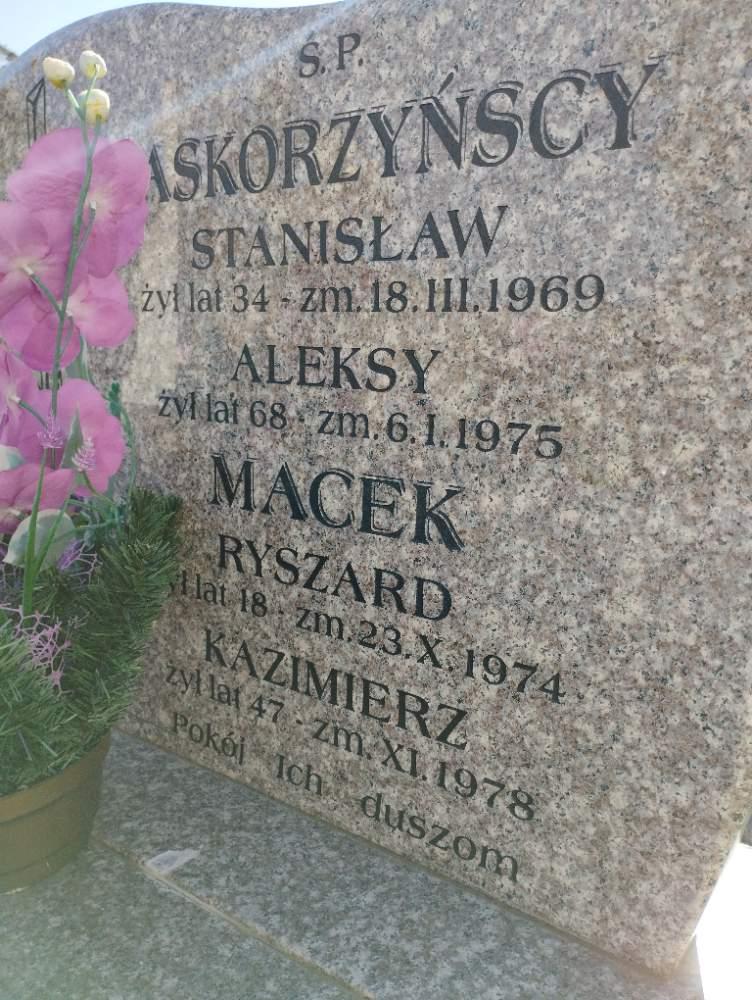 Ś.P.
ASKORZYŃSCY
STANISŁAW
żył lat 34 - zm. 18.III.1969
ALEKSY
żył lat 68 - zm. 6.I.1975
MACEK
RYSZARD
ył lat 18 - zm. 23.X.1974
KAZIMIERZ
żył lat 47 - zm. XI.1978
Pokój Ich duszom